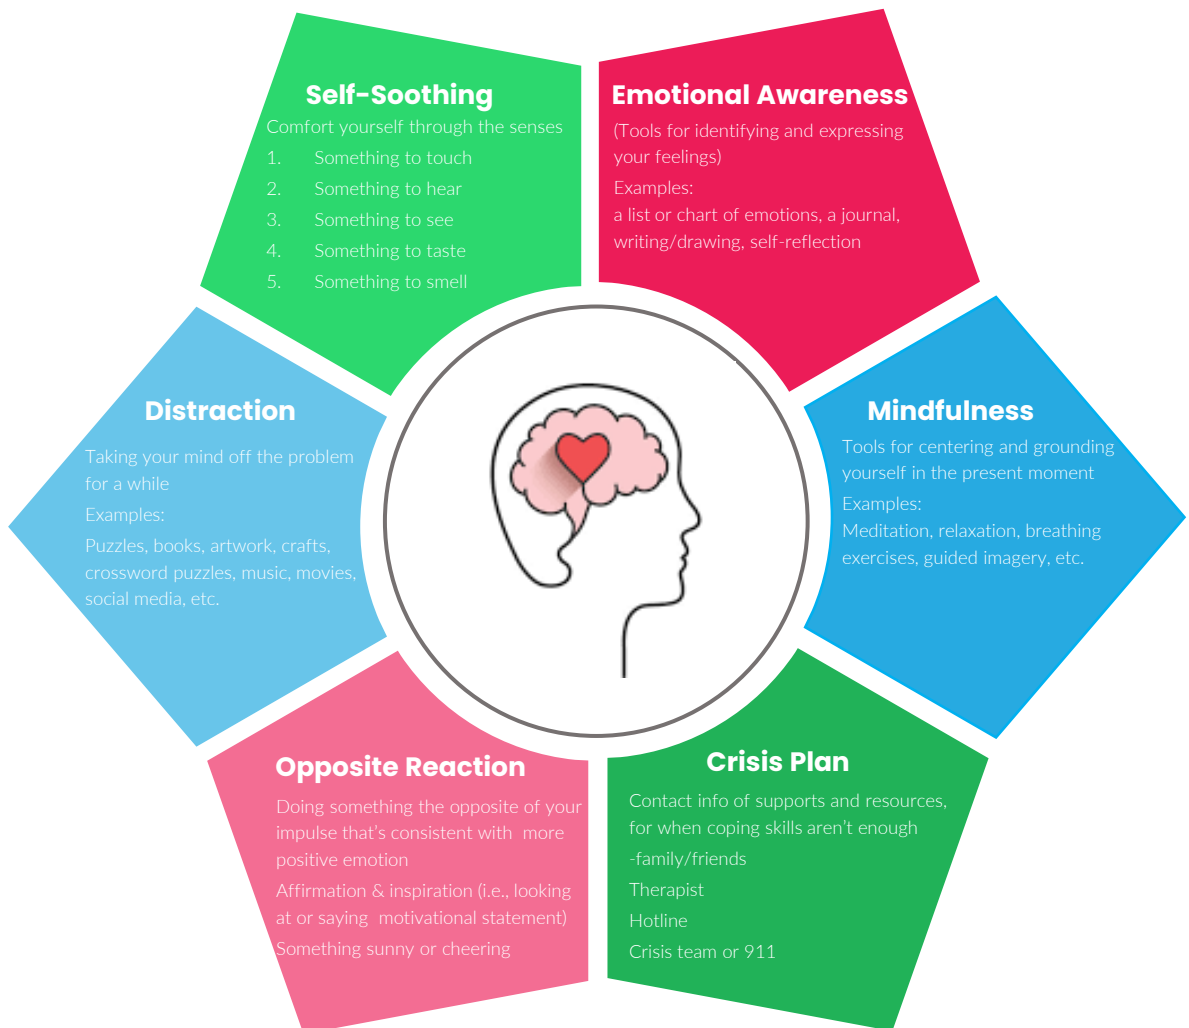 Self-Soothing
Comfort yourself through the senses
1. Something to touch
2. Something to hear
3. Something to see
4. Something to taste
5. Something to smell
Emotional Awareness
(Tools for identifying and expressing
your feelings)
Examples:
a list or chart of emotions, a journal,
writing/drawing, self-reflection
Distraction
Taking your mind off the problem
for a while
Examples:
Puzzles, books, artwork, crafts,
crossword puzzles, music, movies,
social media, etc.
Mindfulness
Tools for centering and grounding
yourself in the present moment
Examples:
Meditation, relaxation, breathing
exercises, guided imagery, etc.
Opposite Reaction
Doing something the opposite of your
impulse that’s consistent with  more
positive emotion
Affirmation & inspiration (i.e., looking
at or saying  motivational statement)
Something sunny or cheering
Crisis Plan
Contact info of supports and resources,
for when coping skills aren’t enough
-family/friends
Therapist
Hotline
Crisis team or 911